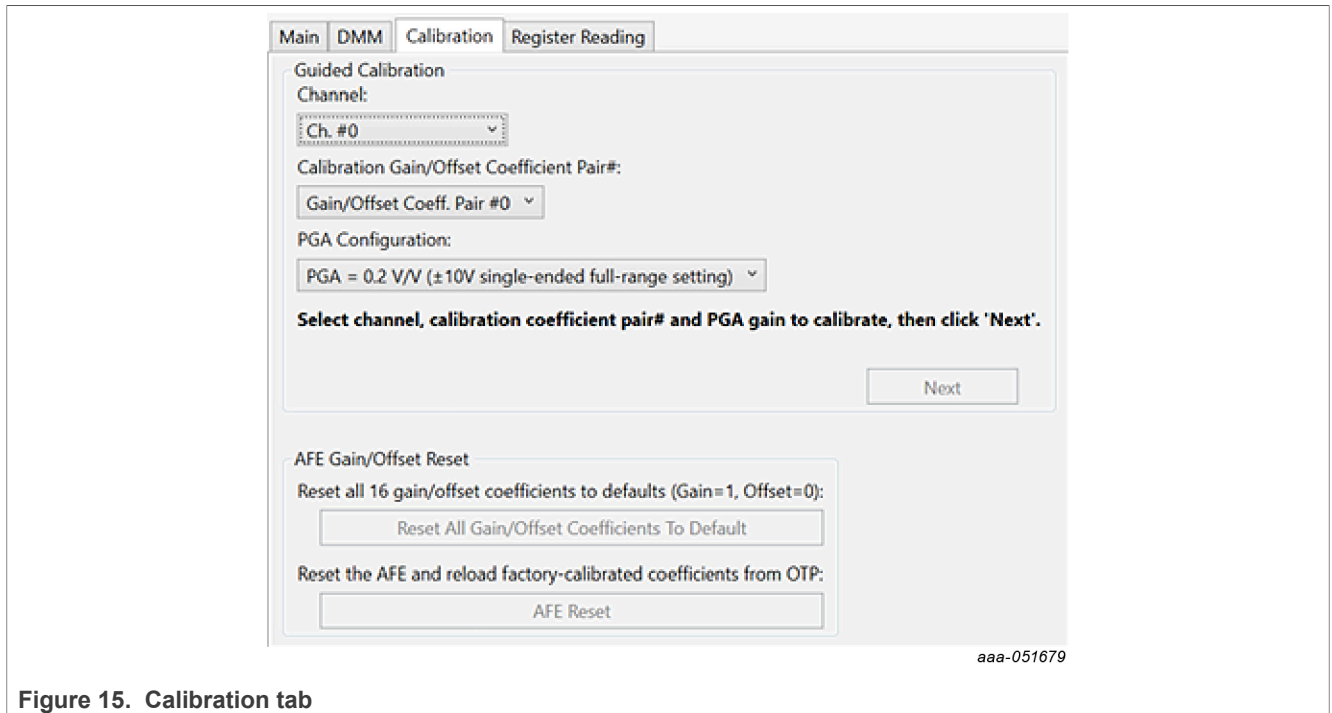 Main DMM Calibration Register Reading
Guided Calibration
Channel:
Ch. #0
Calibration Gain/Offset Coefficient Pair#:
Gain/Offset Coeff. Pair #0
PGA Configuration:
PGA = 0.2 V/V (±10V single-ended full-range setting)
Select channel, calibration coefficient pair# and PGA gain to calibrate, then click 'Next'.
Next
AFE Gain/Offset Reset
Reset all 16 gain/offset coefficients to defaults (Gain=1, Offset=0):
Reset All Gain/Offset Coefficients To Default
Reset the AFE and reload factory-calibrated coefficients from OTP:
AFE Reset
aaa-051679
Figure 15. Calibration tab